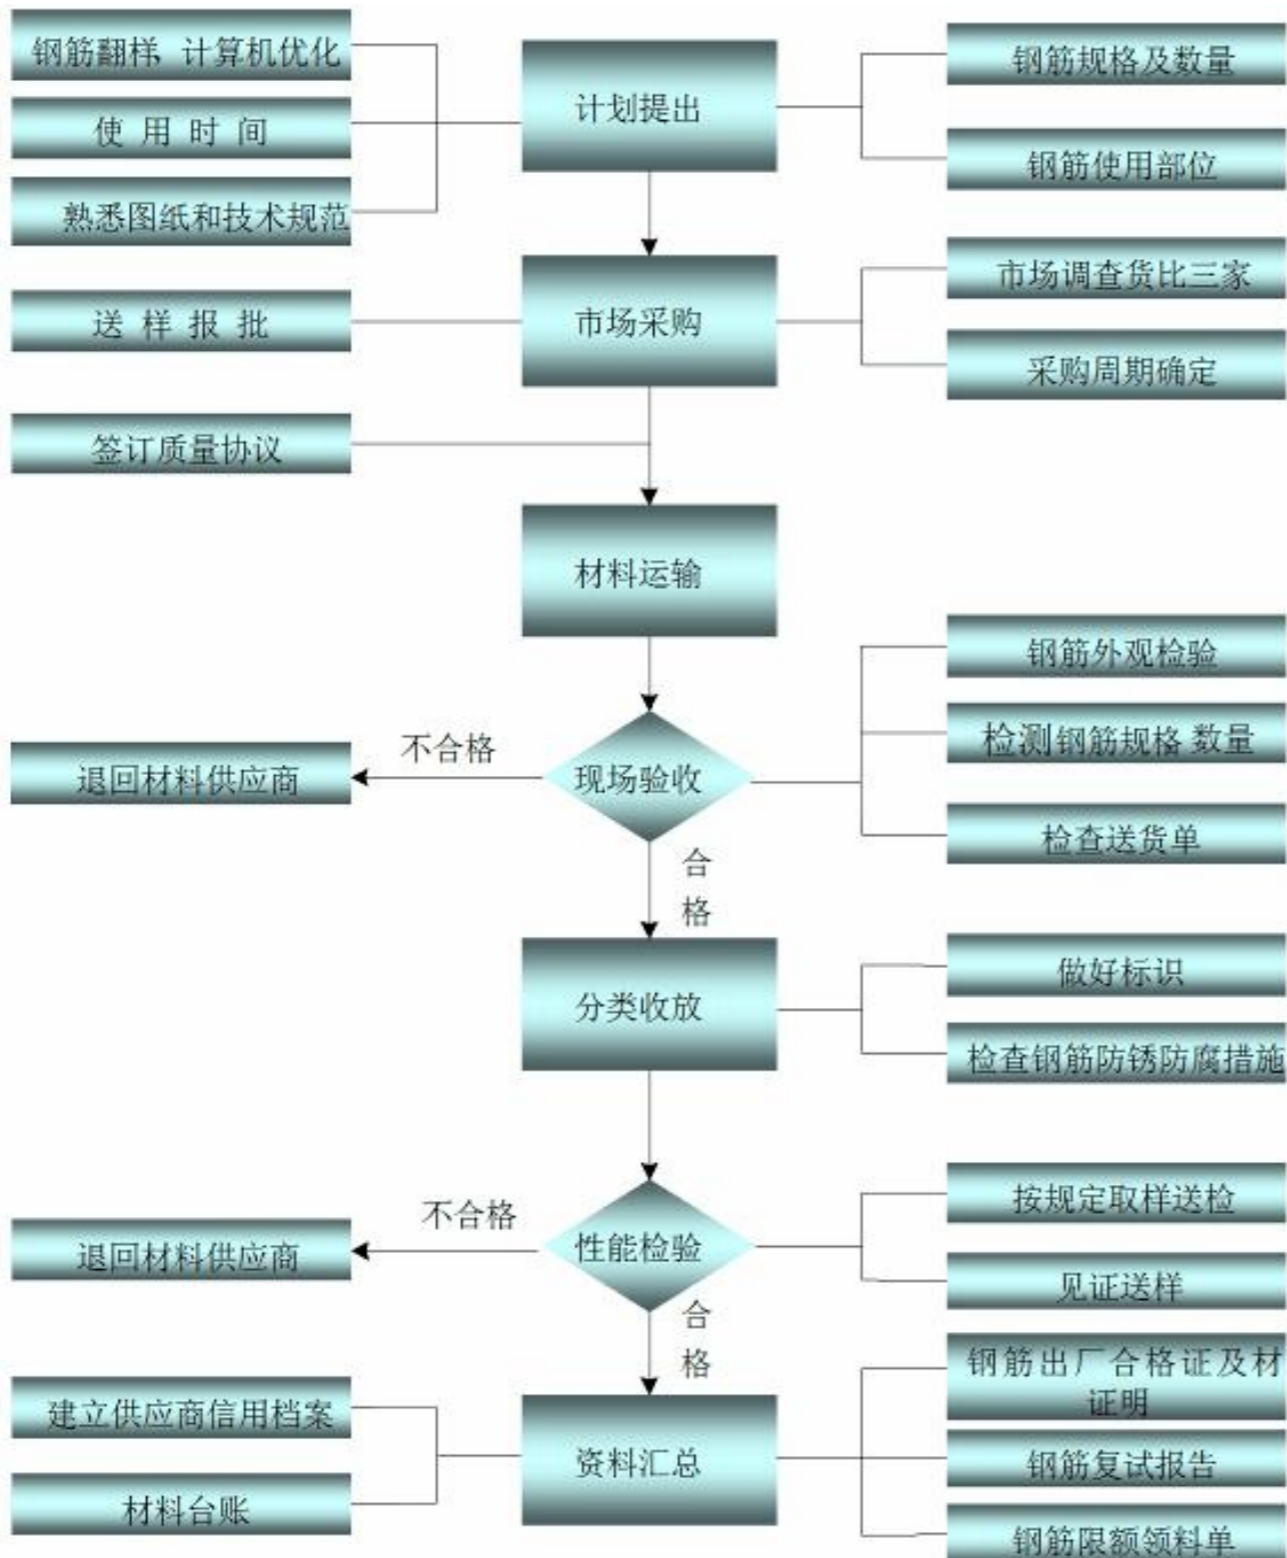 钢筋翻样，计算机优化
使用时间
熟悉图纸和技术规范
计划提出
钢筋规格及数量
钢筋使用部位
送样报批
市场采购
市场调查货比三家
采购周期确定
签订质量协议
材料运输
钢筋外观检验
检测钢筋规格 数量
检查送货单
不合格
退回材料供应商
现场验收
合
格
分类收放
做好标识
检查钢筋防锈防腐措施
按规定取样送检
见证送样
不合格
退回材料供应商
性能检验
合
格
建立供应商信用档案
材料台账
资料汇总
钢筋出厂合格证及材
证明
钢筋复试报告
钢筋限额领料单